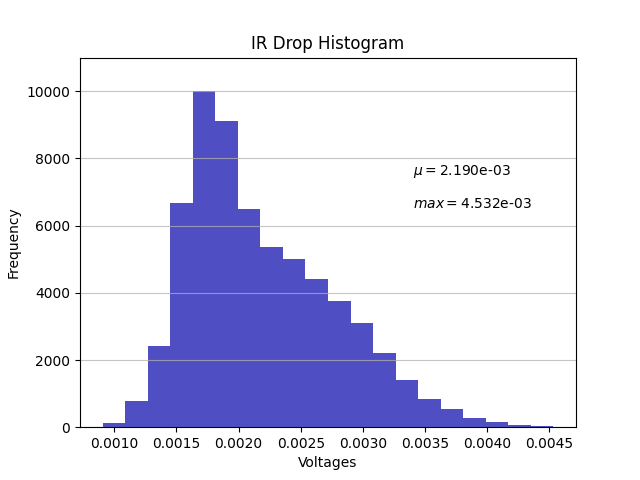 IR Drop Histogram
10000
8000
6000
4000
2000
0
Frequency
μ = 2.190e-03
max = 4.532e-03
0.0010 0.0015 0.0020 0.0025 0.0030 0.0035 0.0040 0.0045
Voltages